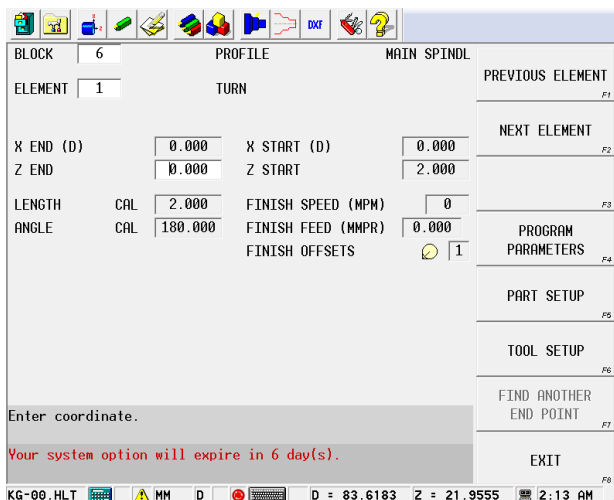 DXF
BLOCK 6 PROFILE MAIN SPINDL
ELEMENT 1 TURN
X END (D) 0.000 X START (D) 0.000
Z END 0.000 Z START 2.000
LENGTH CAL 2.000 FINISH SPEED (MPM) 0
ANGLE CAL 180.000 FINISH FEED (MMPR) 0.000
FINISH OFFSETS 1
Enter coordinate.
Your system option will expire in 6 day(s).
PREVIOUS ELEMENT
F1
NEXT ELEMENT
F2
F3
PROGRAM
PARAMETERS
F4
PART SETUP
F5
TOOL SETUP
F6
FIND ANOTHER
END POINT
F7
EXIT
F8
KG-00.HLT MM D D = 83.6183 Z = 21.9555 2:13 AM